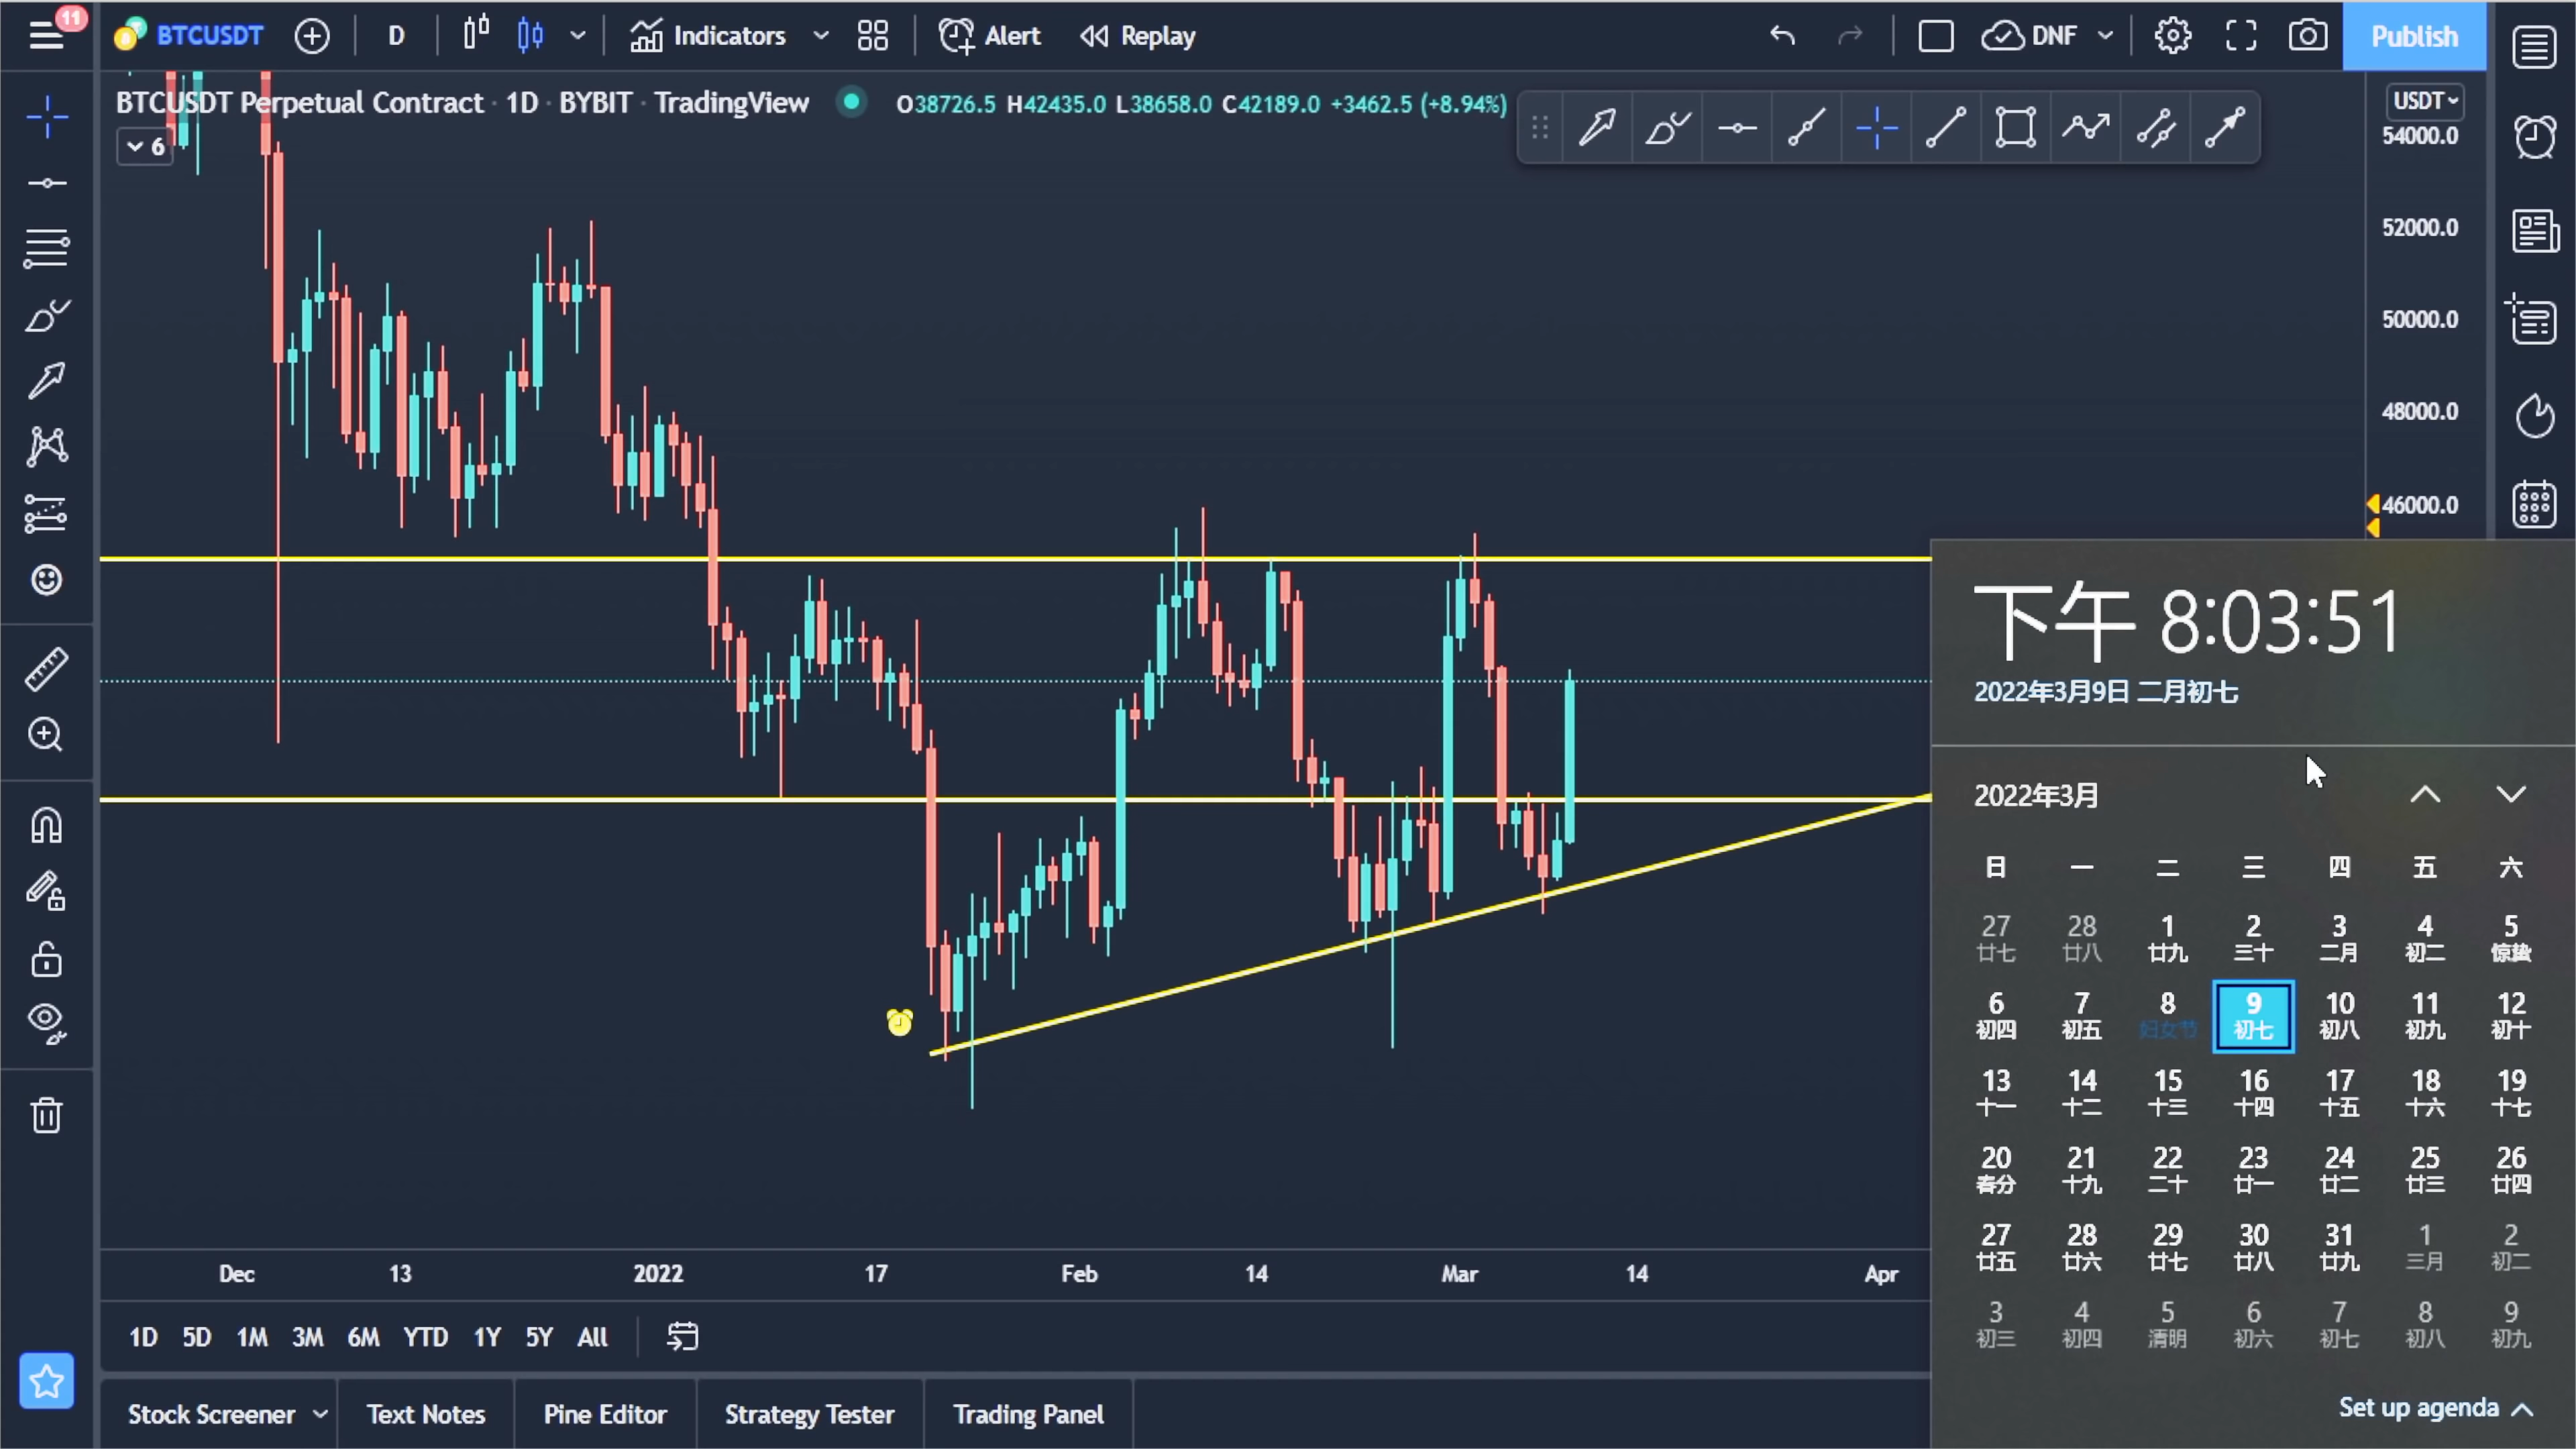 11
BTCUSDT
D
Indicators
Alert
Replay
DNF
Publish
BTCUSDT Perpetual Contract · 1D · BYBIT · TradingView
O38726.5 H42435.0 L38658.0 C42189.0 +3462.5 (+8.94%)
6
USDT
54000.0
52000.0
50000.0
48000.0
46000.0
下午 8:03:51
2022年3月9日 二月初七
2022年3月
日 一 二 三 四 五 六
27 28 1 2 3 4 5
廿七 廿八 廿九 三十 二月 初二 惊蛰
6 7 8 9 10 11 12
初四 初五 妇女节 初七 初八 初九 初十
13 14 15 16 17 18 19
十一 十二 十三 十四 十五 十六 十七
20 21 22 23 24 25 26
春分 十九 二十 廿一 廿二 廿三 廿四
27 28 29 30 31 1 2
廿五 廿六 廿七 廿八 廿九 三月 初二
3 4 5 6 7 8 9
初三 初四 清明 初六 初七 初八 初九
Set up agenda
Dec 13 2022 17 Feb 14 Mar 14 Apr
1D 5D 1M 3M 6M YTD 1Y 5Y All
Stock Screener Text Notes Pine Editor Strategy Tester Trading Panel